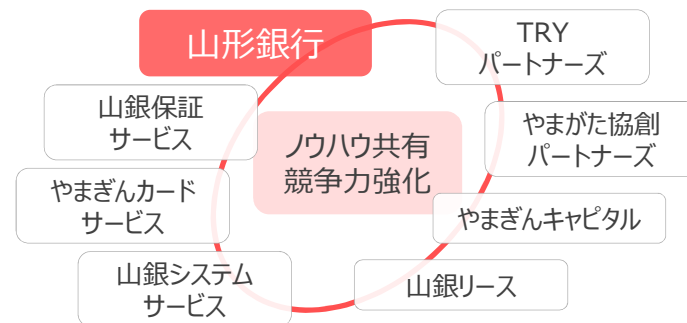 山形銀行
TRY
パートナーズ
山銀保証
サービス
やまがた協創
パートナーズ
ノウハウ共有
競争力強化
やまぎんカード
サービス
やまぎんキャピタル
山銀システム
サービス
山銀リース